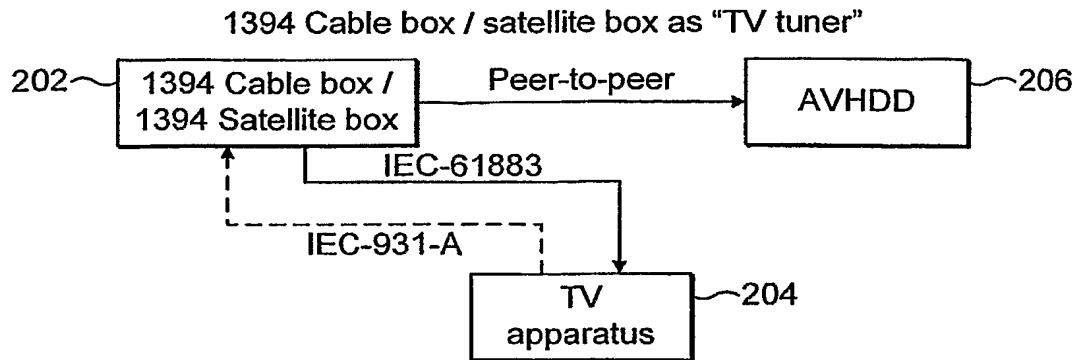 1394 Cable box / satellite box as "TV tuner"
202
1394 Cable box /
1394 Satellite box
Peer-to-peer
AVHDD
206
IEC-61883
IEC-931-A
TV
apparatus
204